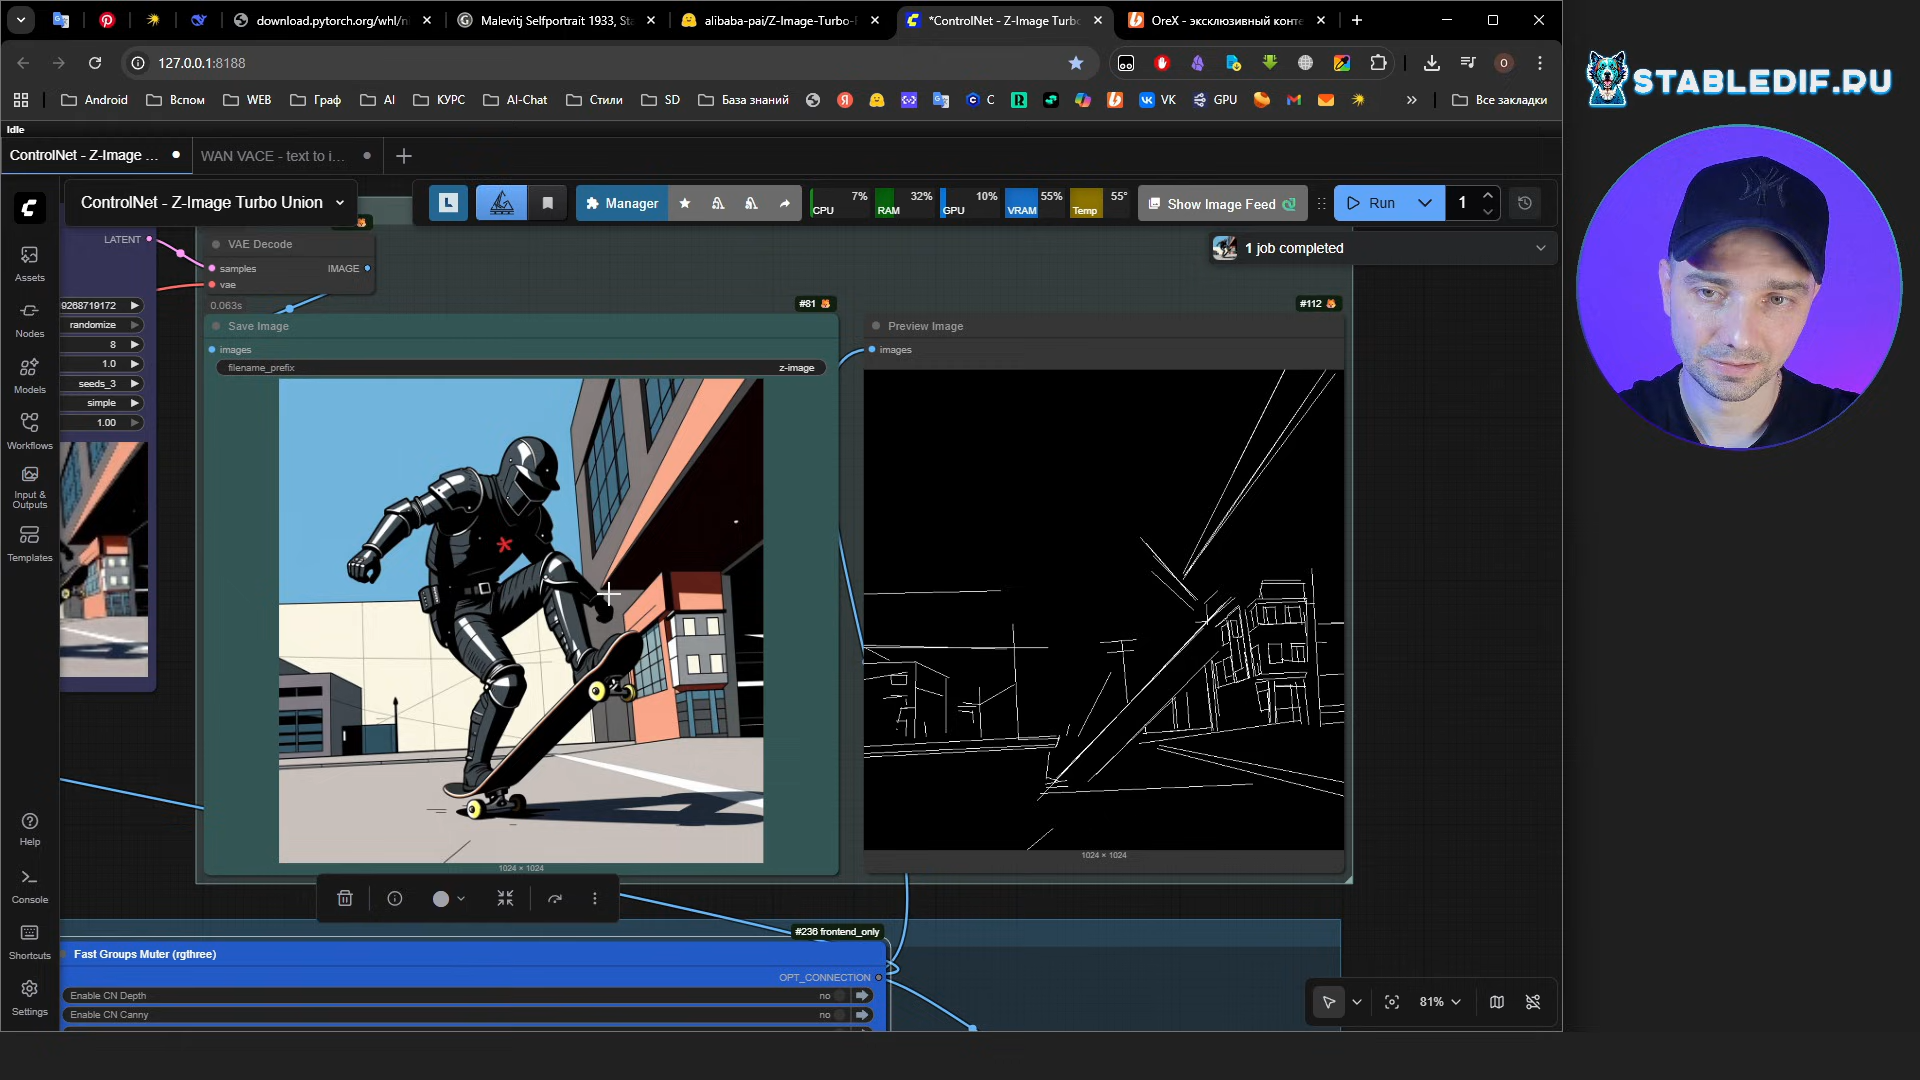 download.pytorch.org/whl/n
Malevitj Selfportrait 1933, St
alibaba-pai/Z-Image-Turbo-
*ControlNet - Z-Image Turbo
OreX - эксклюзивный конте
127.0.0.1:8188
O
Android
Вспом
WEB
Граф
AI
КУРС
AI-Chat
Стили
SD
База знаний
C
VK
GPU
Все закладки
STABLEDIF.RU
Idle
ControlNet - Z-Image ...
WAN VACE - text to i...
ControlNet - Z-Image Turbo Union
L
Manager
CPU 7%
RAM 32%
GPU 10%
VRAM 55%
Temp 55°
Show Image Feed
Run
1
1 job completed
Assets
Nodes
Models
Workflows
Input & Outputs
Templates
Help
Console
Shortcuts
Settings
LATENT
VAE Decode
samples
IMAGE
vae
0.063s
9268719172
randomize
8
1.0
seeds_3
simple
1.00
#81
Save Image
images
filename_prefix
z-image
1024 × 1024
#112
Preview Image
images
1024 × 1024
#236 frontend_only
Fast Groups Muter (rgthree)
OPT_CONNECTION
Enable CN Depth
no
Enable CN Canny
no
81%